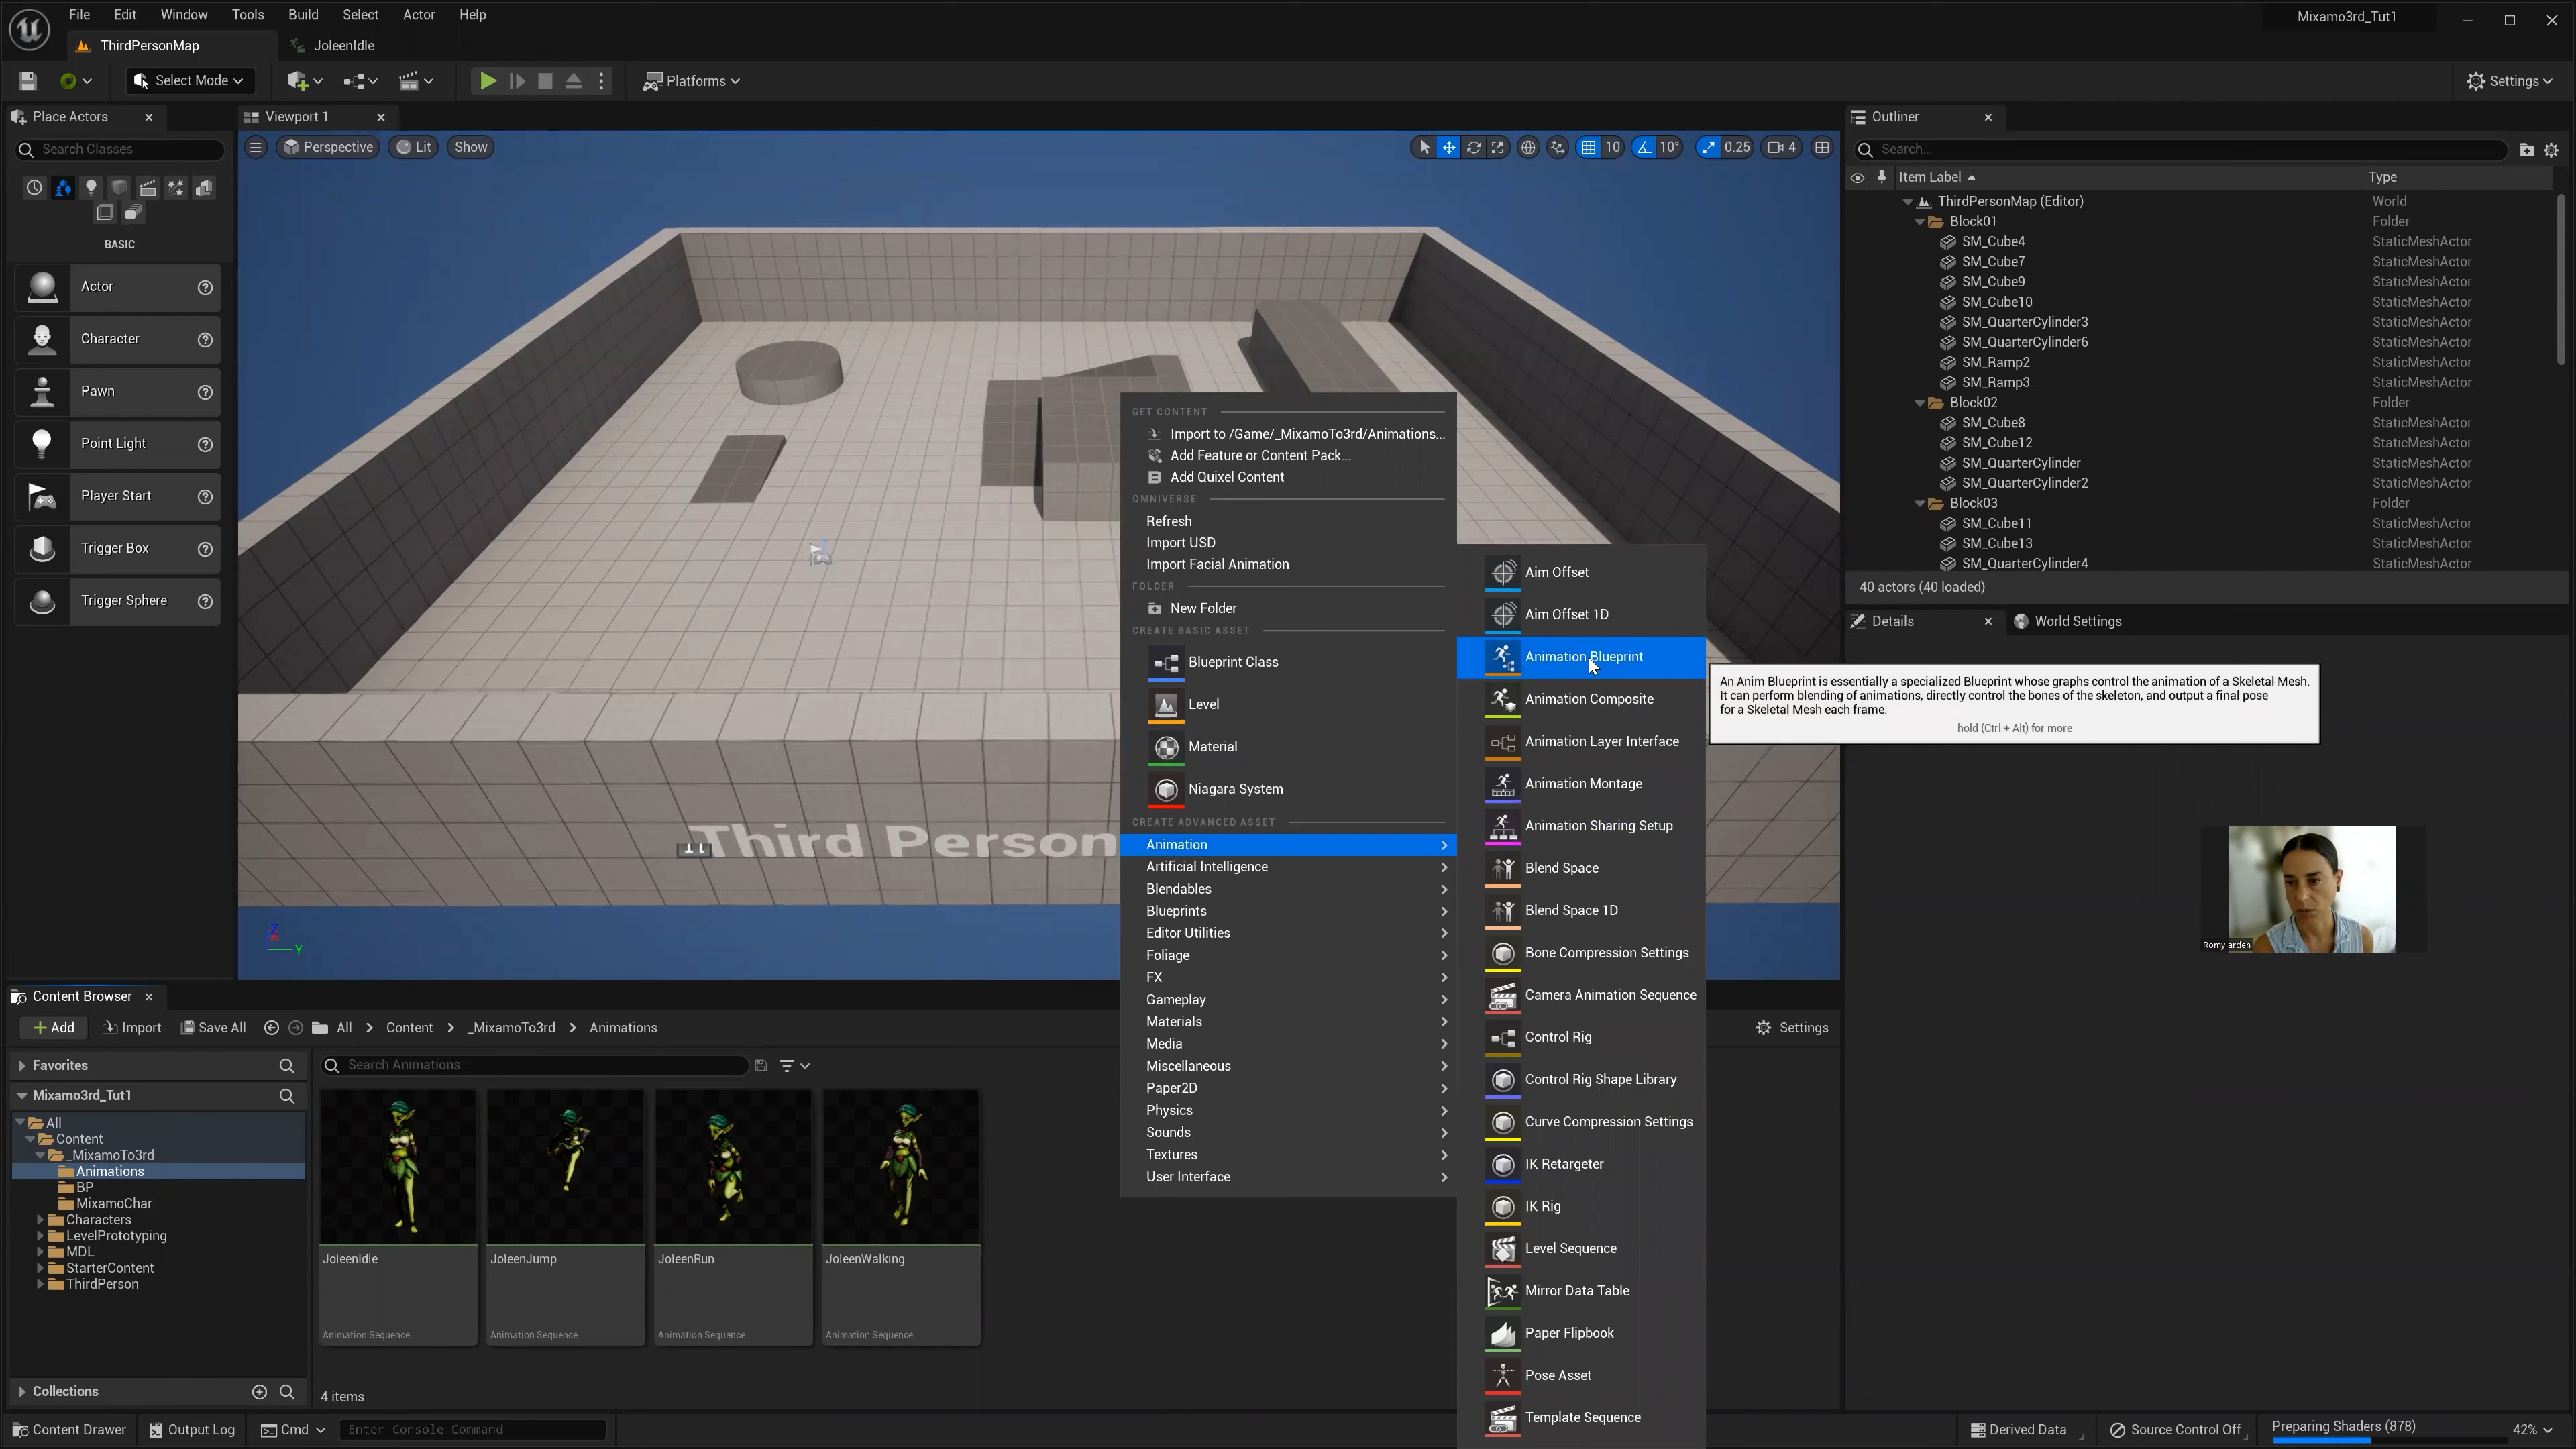 File Edit Window Tools Build Select Actor Help
Mixamo3rd_Tut1
ThirdPersonMap
JoleenIdle
Select Mode
Platforms
Settings
Place Actors
Search Classes
BASIC
Actor
Character
Pawn
Point Light
Player Start
Trigger Box
Trigger Sphere
Viewport 1
Perspective
Lit
Show
10
10°
0.25
4
Third Person
GET CONTENT
Import to /Game/_MixamoTo3rd/Animations...
Add Feature or Content Pack...
Add Quixel Content
OMNIVERSE
Refresh
Import USD
Import Facial Animation
FOLDER
New Folder
CREATE BASIC ASSET
Blueprint Class
Level
Material
Niagara System
CREATE ADVANCED ASSET
Animation
Artificial Intelligence
Blendables
Blueprints
Editor Utilities
Foliage
FX
Gameplay
Materials
Media
Miscellaneous
Paper2D
Physics
Sounds
Textures
User Interface
Aim Offset
Aim Offset 1D
Animation Blueprint
Animation Composite
Animation Layer Interface
Animation Montage
Animation Sharing Setup
Blend Space
Blend Space 1D
Bone Compression Settings
Camera Animation Sequence
Control Rig
Control Rig Shape Library
Curve Compression Settings
IK Retargeter
IK Rig
Level Sequence
Mirror Data Table
Paper Flipbook
Pose Asset
Template Sequence
An Anim Blueprint is essentially a specialized Blueprint whose graphs control the animation of a Skeletal Mesh.
It can perform blending of animations, directly control the bones of the skeleton, and output a final pose
for a Skeletal Mesh each frame.
hold (Ctrl + Alt) for more
Outliner
Search...
Item Label Type
ThirdPersonMap (Editor) World
Block01 Folder
SM_Cube4 StaticMeshActor
SM_Cube7 StaticMeshActor
SM_Cube9 StaticMeshActor
SM_Cube10 StaticMeshActor
SM_QuarterCylinder3 StaticMeshActor
SM_QuarterCylinder6 StaticMeshActor
SM_Ramp2 StaticMeshActor
SM_Ramp3 StaticMeshActor
Block02 Folder
SM_Cube8 StaticMeshActor
SM_Cube12 StaticMeshActor
SM_QuarterCylinder StaticMeshActor
SM_QuarterCylinder2 StaticMeshActor
Block03 Folder
SM_Cube11 StaticMeshActor
SM_Cube13 StaticMeshActor
SM_QuarterCylinder4 StaticMeshActor
40 actors (40 loaded)
Details
World Settings
Romy arden
Z
Y
Content Browser
Add
Import
Save All
All > Content > _MixamoTo3rd > Animations
Settings
Favorites
Mixamo3rd_Tut1
All
Content
_MixamoTo3rd
Animations
BP
MixamoChar
Characters
LevelPrototyping
MDL
StarterContent
ThirdPerson
Collections
Search Animations
JoleenIdle JoleenJump JoleenRun JoleenWalking
Animation Sequence Animation Sequence Animation Sequence Animation Sequence
4 items
Content Drawer
Output Log
Cmd
Enter Console Command
Derived Data
Source Control Off
Preparing Shaders (878)
42%